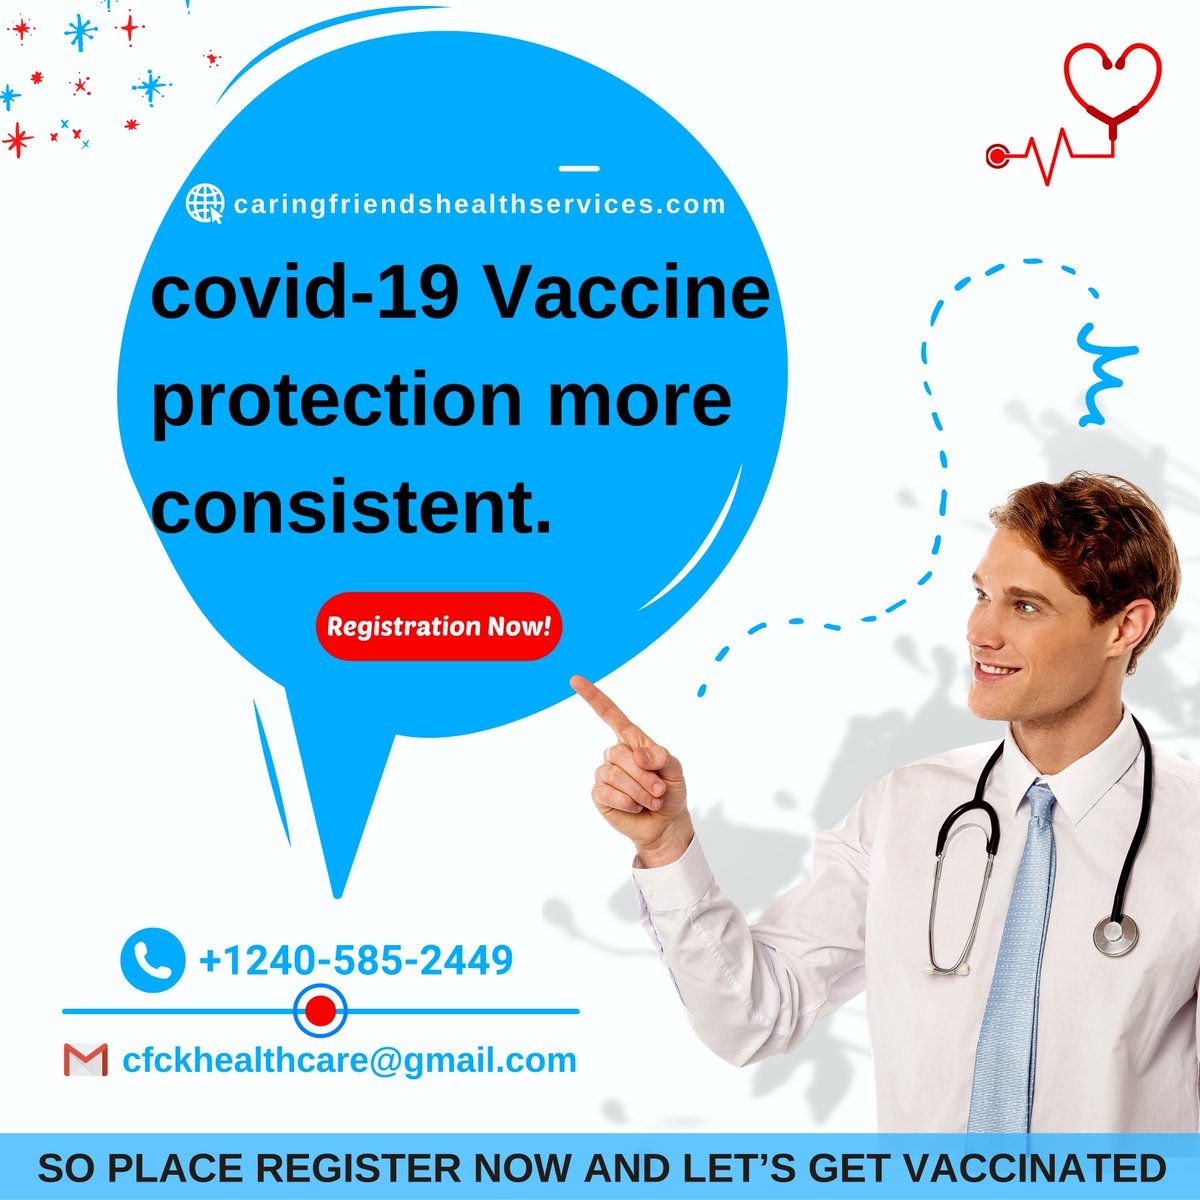 caringfriendshealthservices.com
covid-19 Vaccine
protection more
consistent.
Registration Now!
+1240-585-2449
cfckhealthcare@gmail.com
SO PLACE REGISTER NOW AND LET’S GET VACCINATED